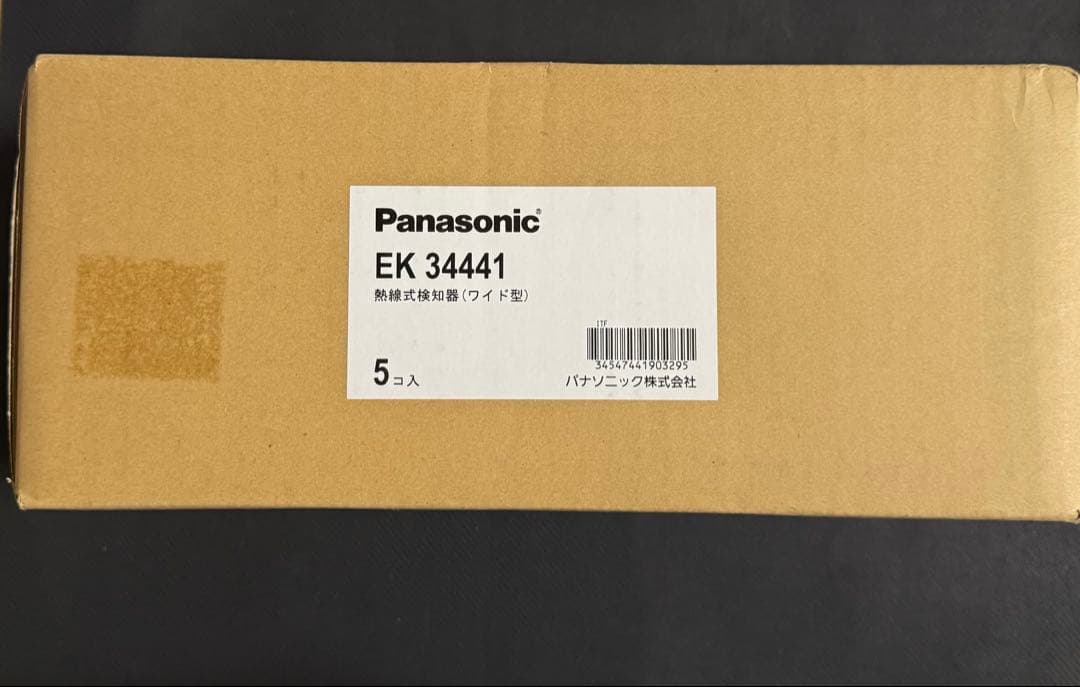 Panasonic®
EK 34441
熱線式検知器(ワイド型)
ITF
34547441903295
5コ入
パナソニック株式会社